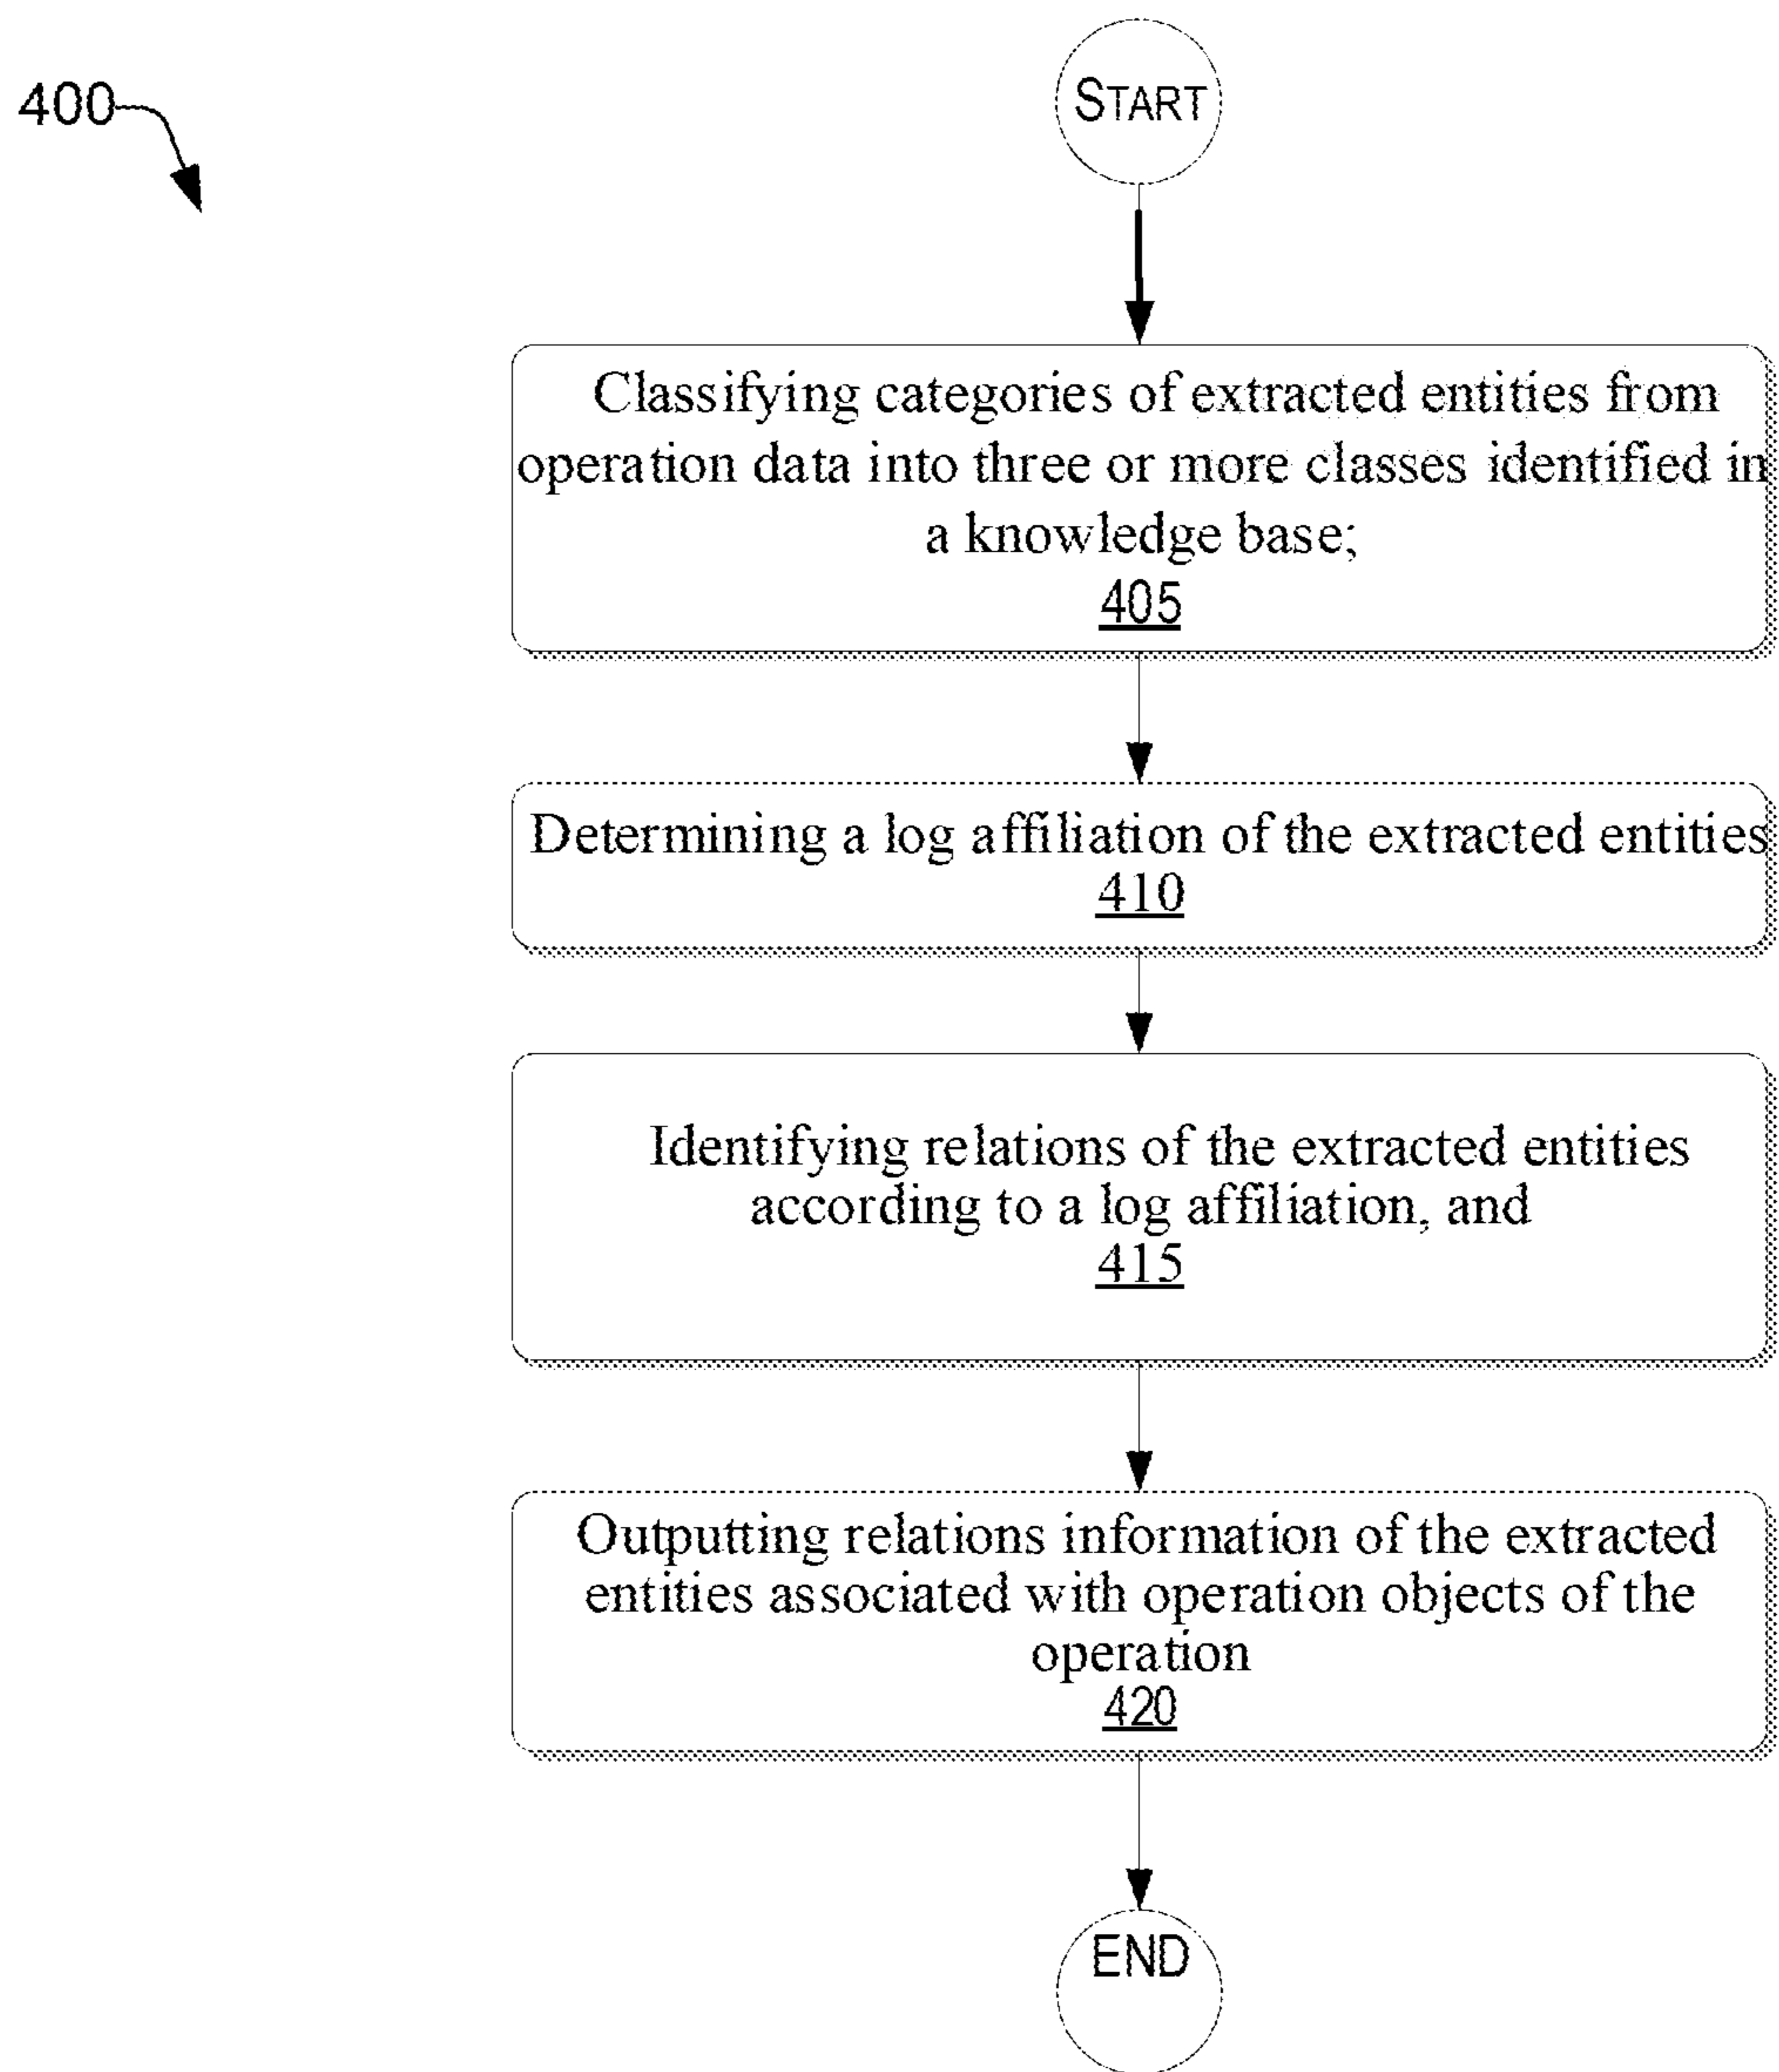 400
START
Classifying categories of extracted entities from
operation data into three or more classes identified in
a knowledge base;
405
Determining a log affiliation of the extracted entities
410
Identifying relations of the extracted entities
according to a log affiliation, and
415
Outputting relations information of the extracted
entities associated with operation objects of the
operation
420
END